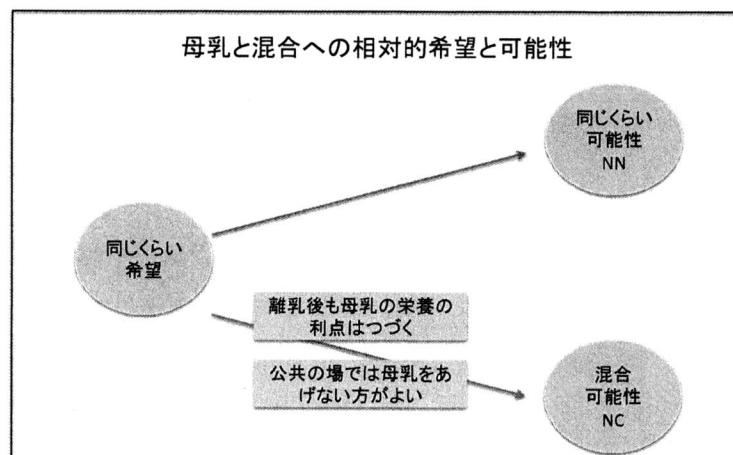 母乳と混合への相対的希望と可能性
同じくらい
可能性
NN
同じくらい
希望
離乳後も母乳の栄養の
利点はつづく
公共の場では母乳をあ
げない方がよい
混合
可能性
NC